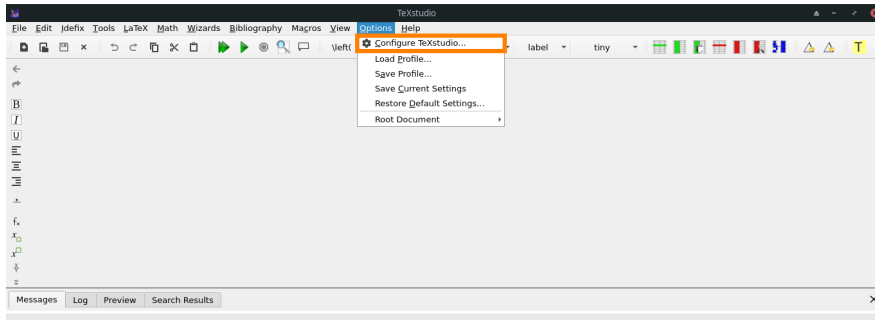 TeXstudio
File Edit Idefix Tools LaTeX Math Wizards Bibliography Macros View Options Help
\left( label tiny
Configure TeXstudio...
Load Profile...
Save Profile...
Save Current Settings
Restore Default Settings...
Root Document
B
I
U
Messages Log Preview Search Results